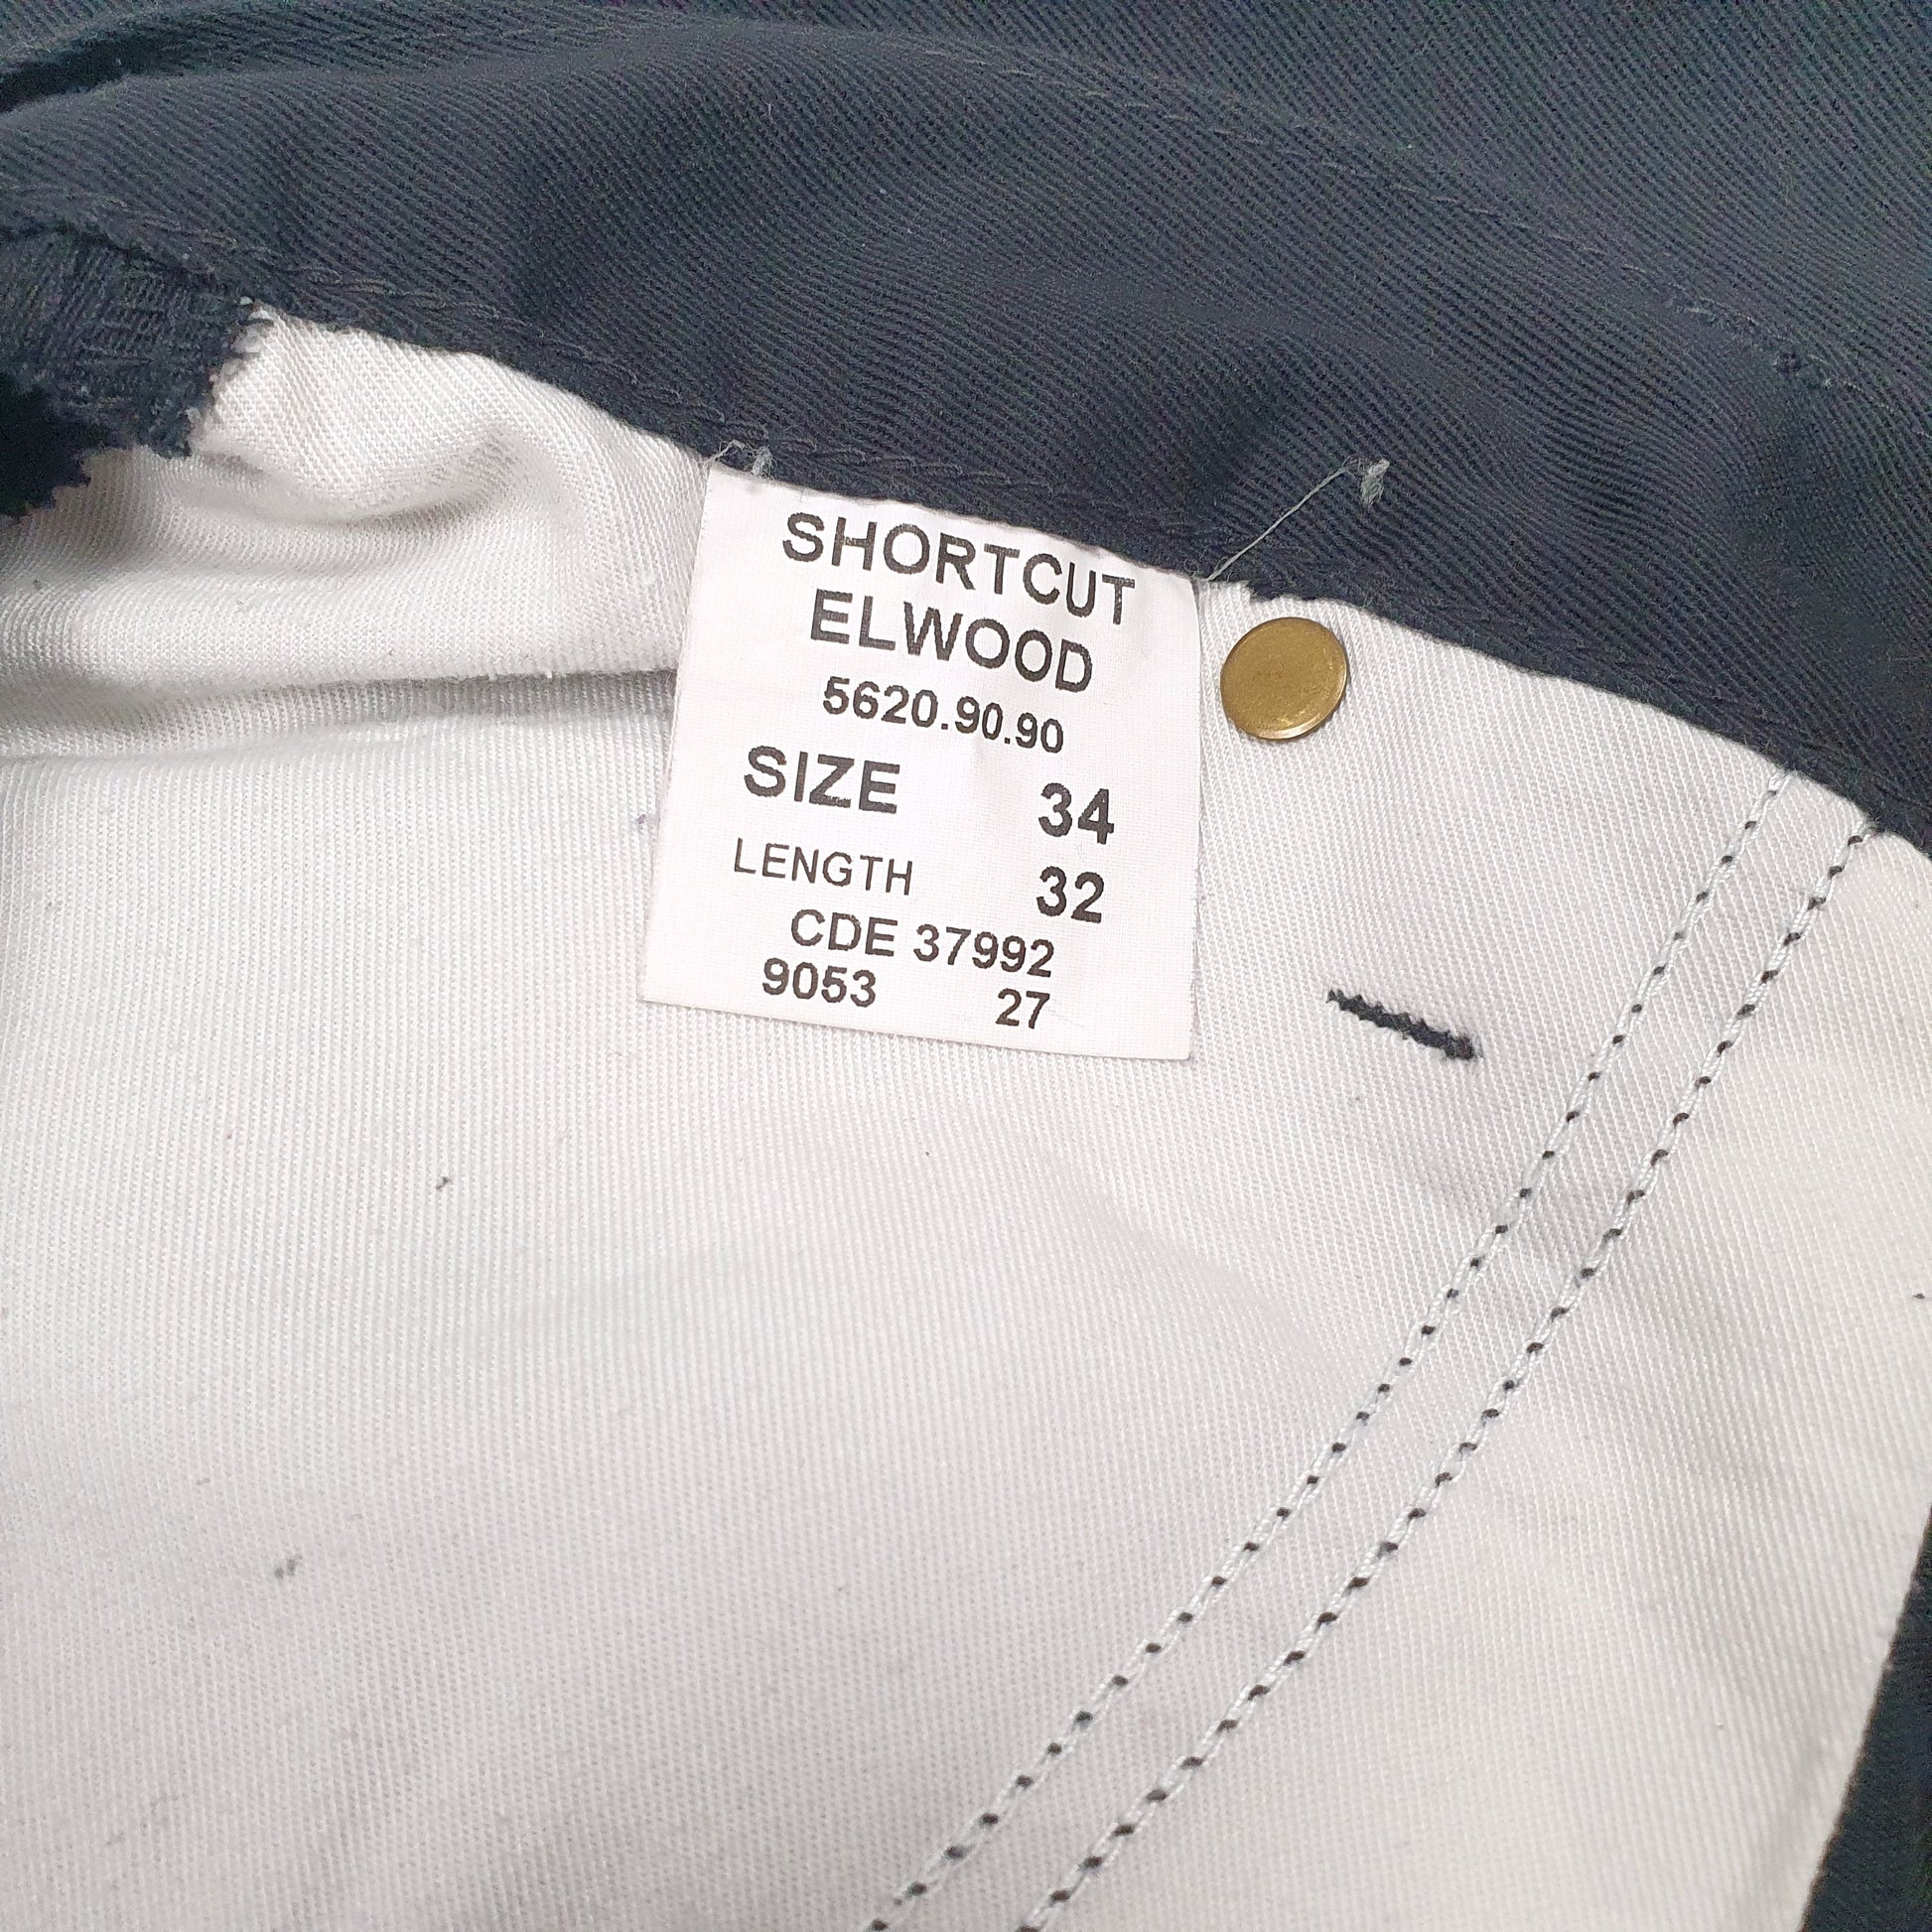 SHORTCUT
ELWOOD
5620.90.90
SIZE 34
LENGTH 32
CDE 37992
9053 27